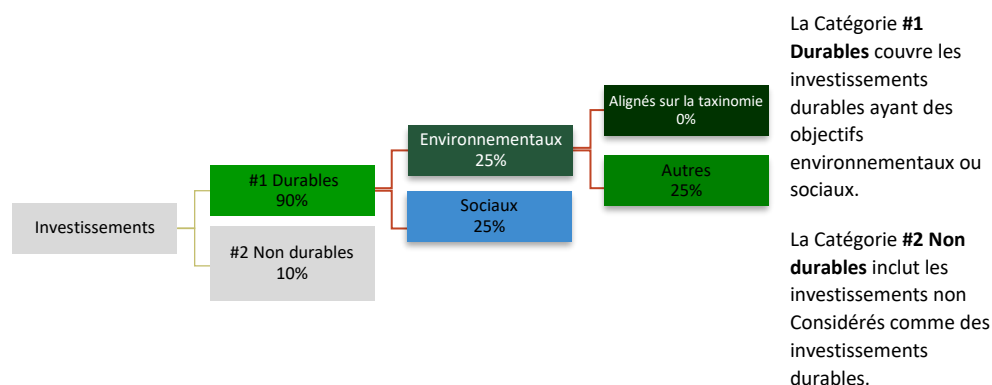 Investissements
#1 Durables
90%
#2 Non durables
10%
Environnementaux
25%
Sociaux
25%
Alignés sur la taxinomie
0%
Autres
25%
La Catégorie #1
Durables couvre les
investissements
durables ayant des
objectifs
environnementaux ou
sociaux.
La Catégorie #2 Non
durables inclut les
investissements non
Considérés comme des
investissements
durables.